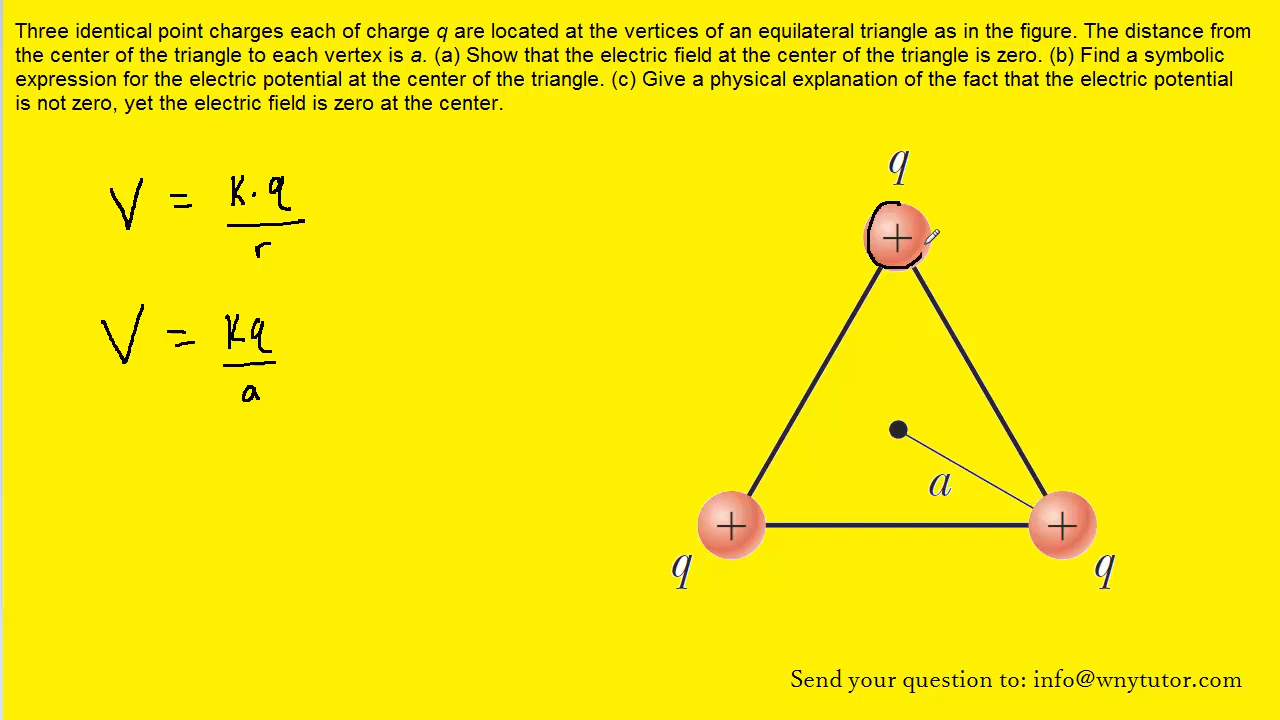 Three identical point charges each of charge q are located at the vertices of an equilateral triangle as in the figure. The distance from
the center of the triangle to each vertex is a. (a) Show that the electric field at the center of the triangle is zero. (b) Find a symbolic
expression for the electric potential at the center of the triangle. (c) Give a physical explanation of the fact that the electric potential
is not zero, yet the electric field is zero at the center.
q
V = K · q
r
+
V = Kq
a
a
+
+
q
q
Send your question to: info@wnytutor.com